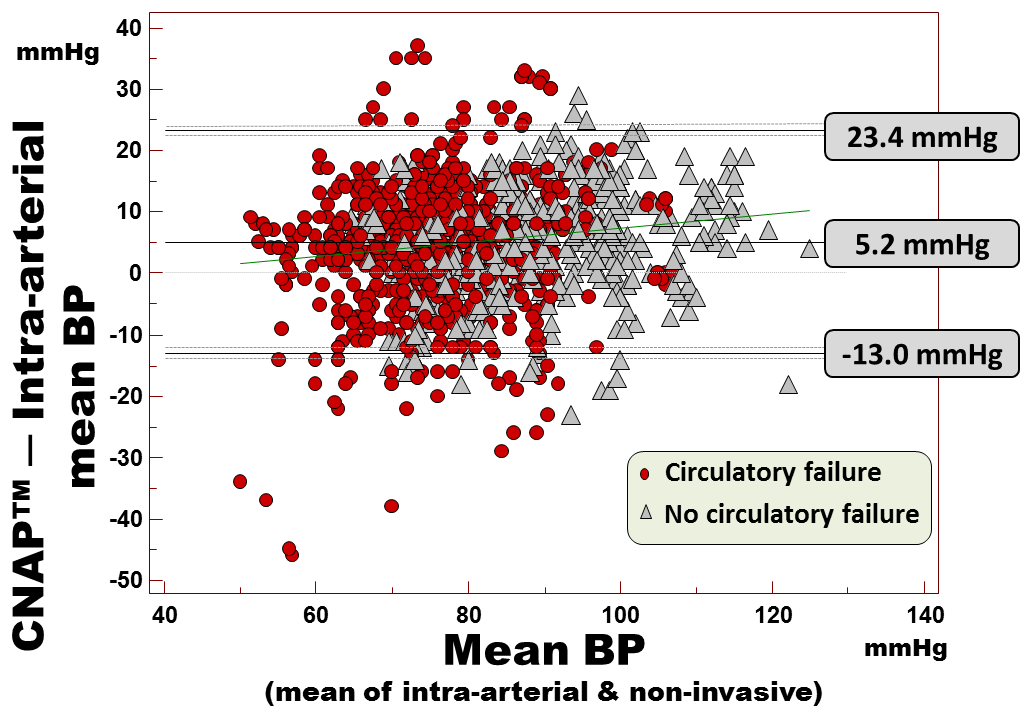 mmHg
CNAP™ — Intra-arterial
mean BP
40
30
20
10
0
-10
-20
-30
-40
-50
23.4 mmHg
5.2 mmHg
-13.0 mmHg
Circulatory failure
No circulatory failure
40 60 80 100 120 140
Mean BP
mmHg
(mean of intra-arterial & non-invasive)